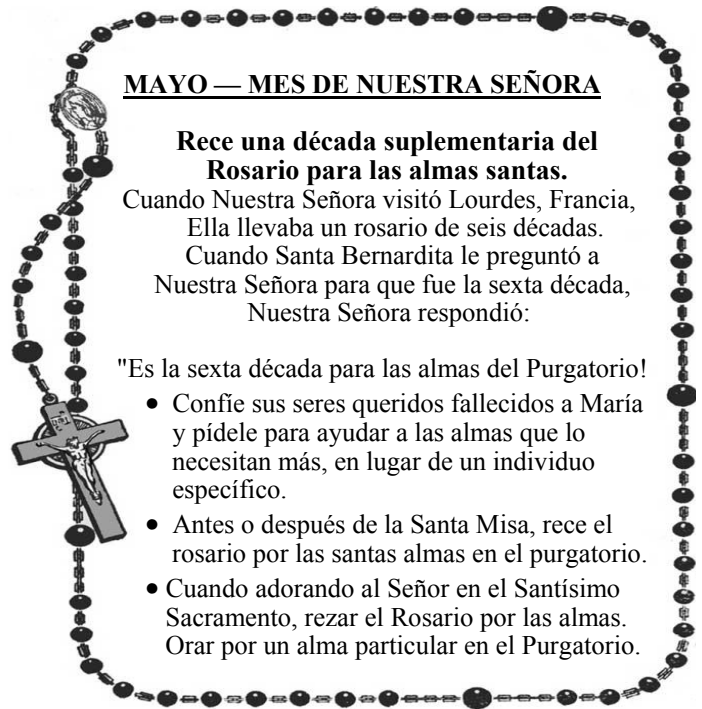 MAYO — MES DE NUESTRA SEÑORA
Rece una década suplementaria del
Rosario para las almas santas.
Cuando Nuestra Señora visitó Lourdes, Francia,
Ella llevaba un rosario de seis décadas.
Cuando Santa Bernardita le preguntó a
Nuestra Señora para que fue la sexta década,
Nuestra Señora respondió:
"Es la sexta década para las almas del Purgatorio!
• Confíe sus seres queridos fallecidos a María
y pídele para ayudar a las almas que lo
necesitan más, en lugar de un individuo
específico.
• Antes o después de la Santa Misa, rece el
rosario por las santas almas en el purgatorio.
• Cuando adorando al Señor en el Santísimo
Sacramento, rezar el Rosario por las almas.
Orar por un alma particular en el Purgatorio.